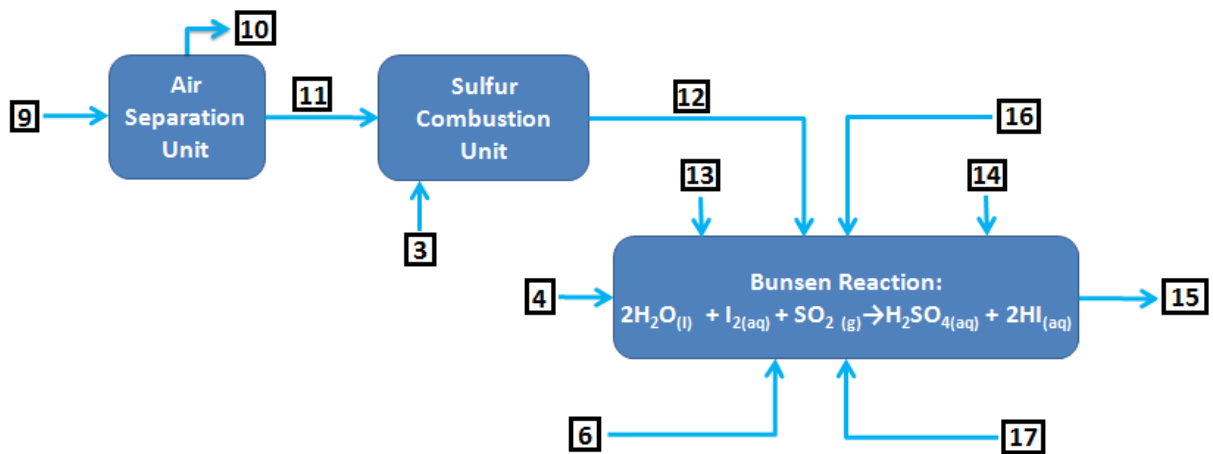 10
Air
Separation
Unit
9
11
Sulfur
Combustion
Unit
12
16
13
14
3
4
Bunsen Reaction:
2H₂O₍ₗ₎ + I₂₍aq₎ + SO₂ ₍g₎→H₂SO₄₍aq₎ + 2HI₍aq₎
15
6
17